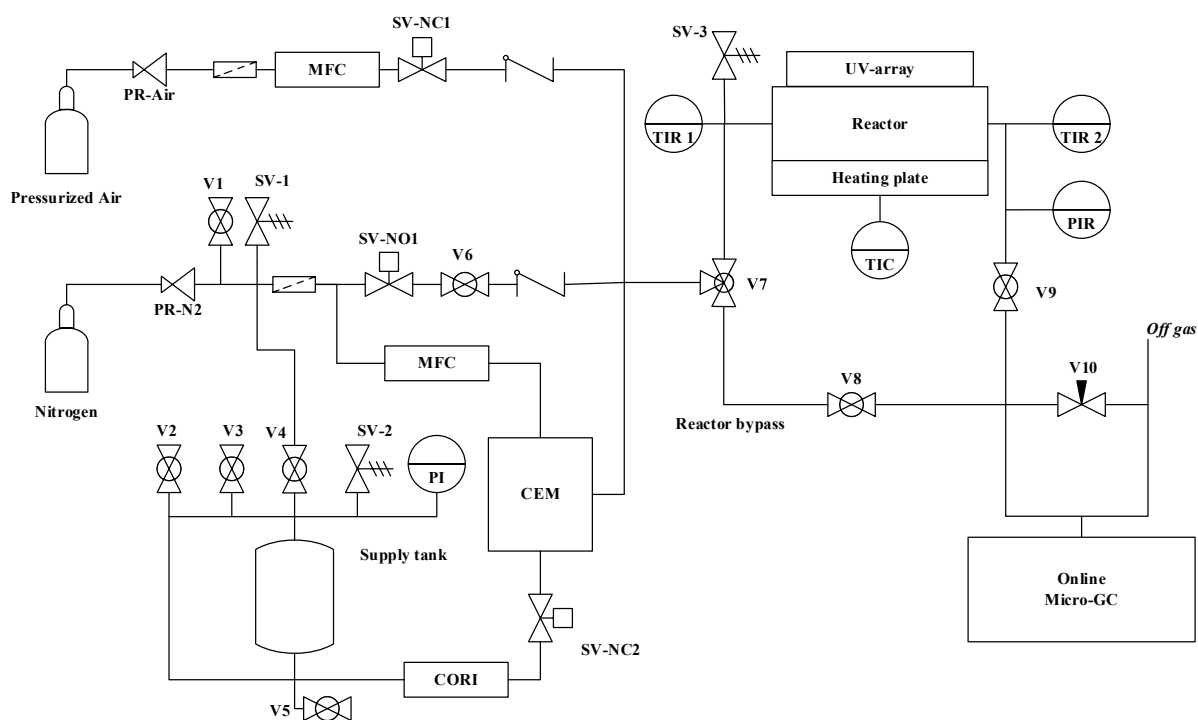 SV-NC1
MFC
PR-Air
Pressurized Air
SV-3
UV-array
TIR 1
Reactor
TIR 2
Heating plate
PIR
TIC
V1
SV-1
SV-NO1
V6
V7
PR-N2
V9
Nitrogen
MFC
Off gas
V8
V10
Reactor bypass
V2
V3
V4
SV-2
PI
CEM
Supply tank
Online
Micro-GC
SV-NC2
CORI
V5